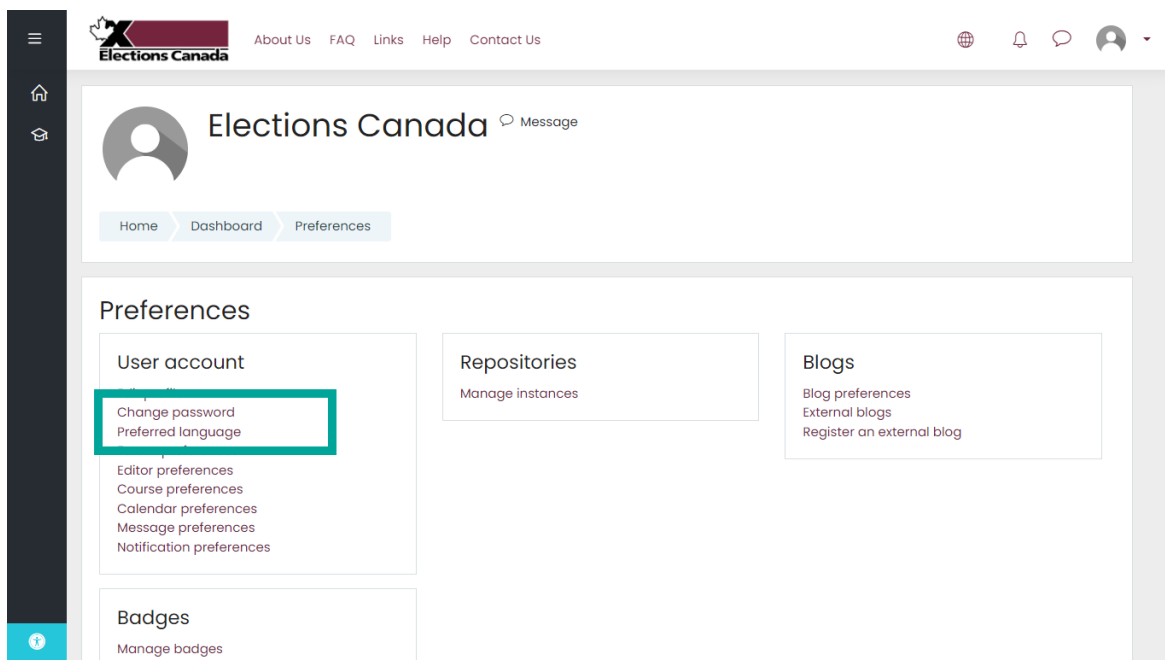 Elections Canada
About Us FAQ Links Help Contact Us
Elections Canada Message
Home Dashboard Preferences
Preferences
User account
Change password
Preferred language
Editor preferences
Course preferences
Calendar preferences
Message preferences
Notification preferences
Repositories
Manage instances
Blogs
Blog preferences
External blogs
Register an external blog
Badges
Manage badges